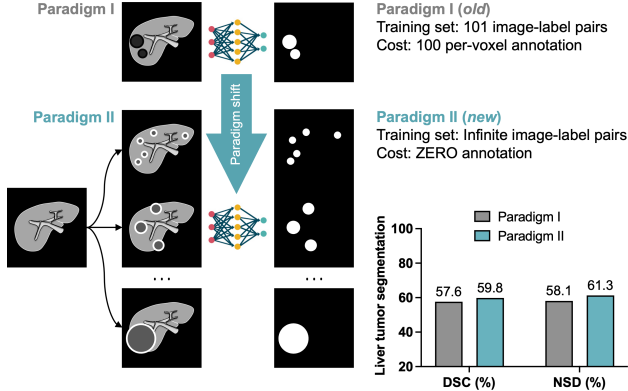 Paradigm I
Paradigm I (old)
Training set: 101 image-label pairs
Cost: 100 per-voxel annotation
Paradigm shift
Paradigm II
Paradigm II (new)
Training set: Infinite image-label pairs
Cost: ZERO annotation
...
...
Paradigm I
Paradigm II
Liver tumor segmentation
100
80
60
40
20
57.6
59.8
58.1
61.3
DSC (%)
NSD (%)